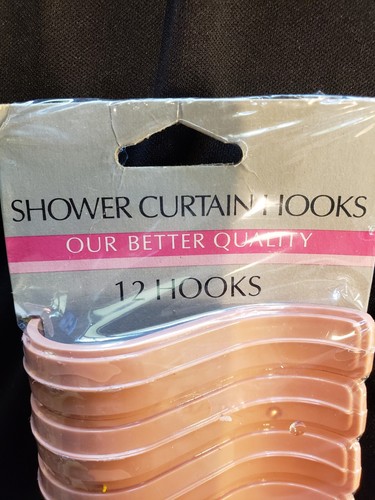 SHOWER CURTAIN HOOKS
OUR BETTER QUALITY
12 HOOKS